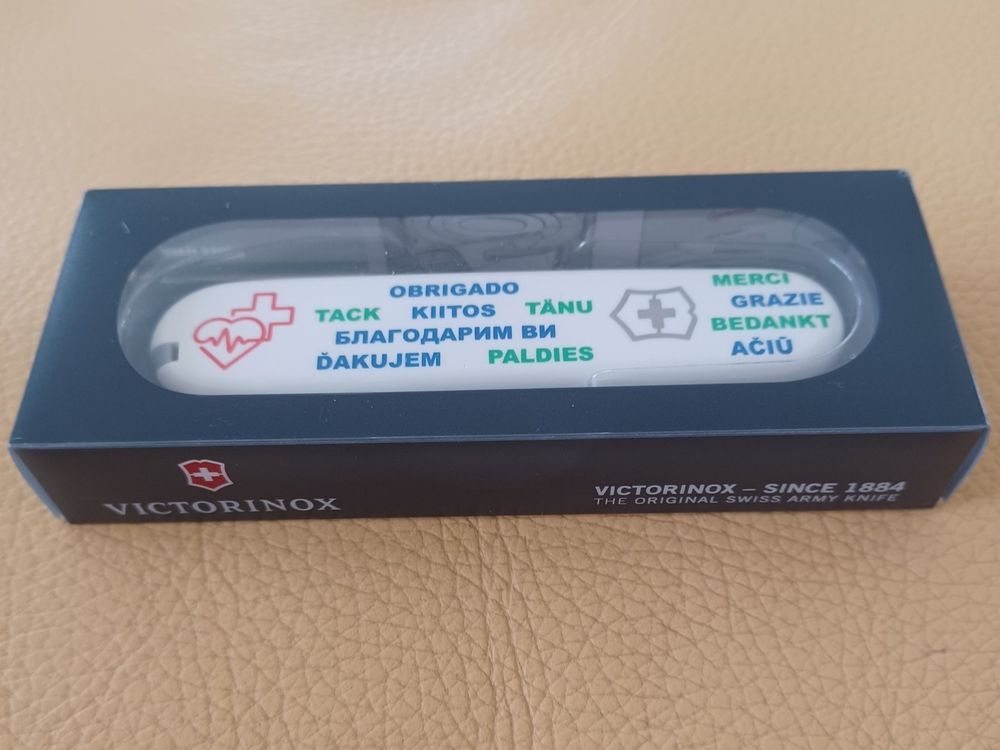 OBRIGADO
TACK KIITOS TÄNU
БЛАГОДАРИМ ВИ
ĎAKUJEM PALDIES
MERCI
GRAZIE
BEDANKT
AČIŪ
VICTORINOX
VICTORINOX – SINCE 1884
THE ORIGINAL SWISS ARMY KNIFE